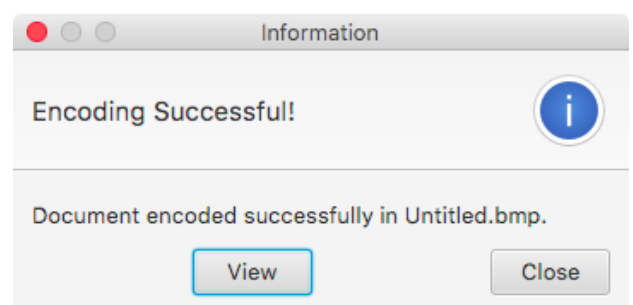 Information
Encoding Successful!
i
Document encoded successfully in Untitled.bmp.
View
Close